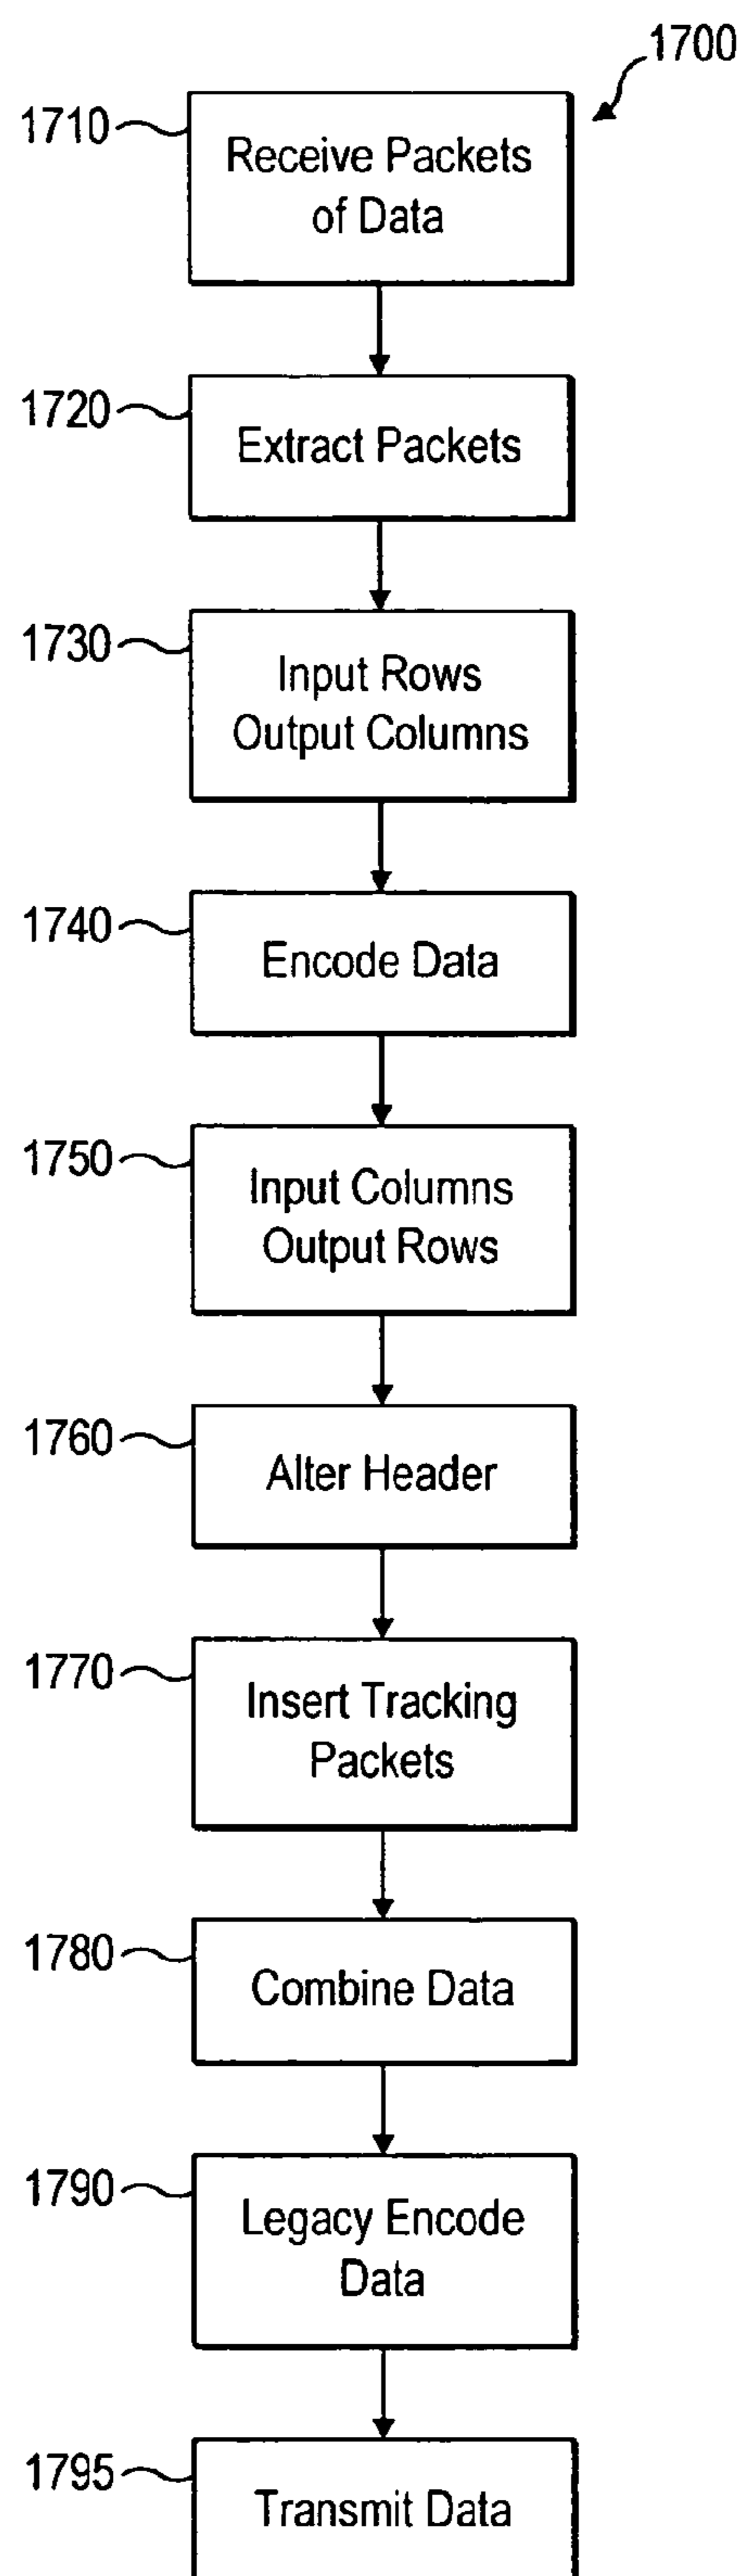 1700
1710
Receive Packets
of Data
1720
Extract Packets
1730
Input Rows
Output Columns
1740
Encode Data
1750
Input Columns
Output Rows
1760
Alter Header
1770
Insert Tracking
Packets
1780
Combine Data
1790
Legacy Encode
Data
1795
Transmit Data